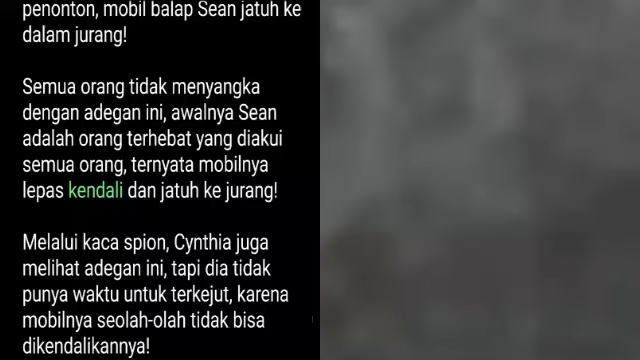 penonton, mobil balap Sean jatuh ke
dalam jurang!
Semua orang tidak menyangka
dengan adegan ini, awalnya Sean
adalah orang terhebat yang diakui
semua orang, ternyata mobilnya
lepas kendali dan jatuh ke jurang!
Melalui kaca spion, Cynthia juga
melihat adegan ini, tapi dia tidak
punya waktu untuk terkejut, karena
mobilnya seolah-olah tidak bisa
dikendalikannya!